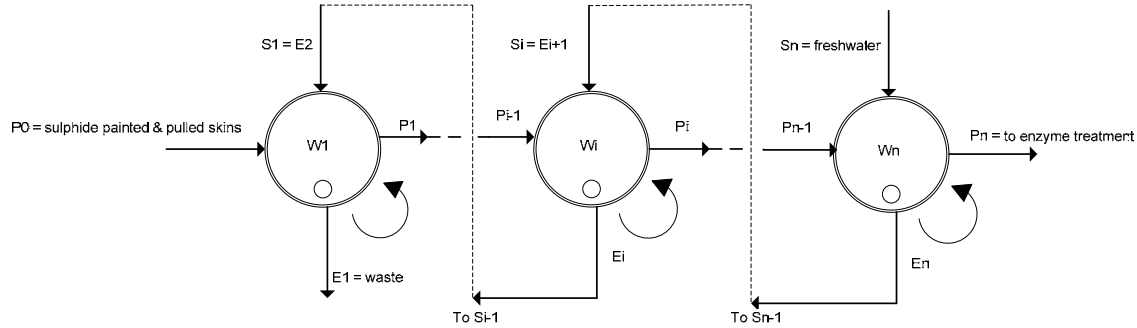 S1 = E2
Si = Ei+1
Sn = freshwater
P0 = sulphide painted & pulled skins
W1
P1
Pi-1
Wi
Pi
Pn-1
Wn
Pn = to enzyme treatment
E1 = waste
Ei
En
To Si-1
To Sn-1